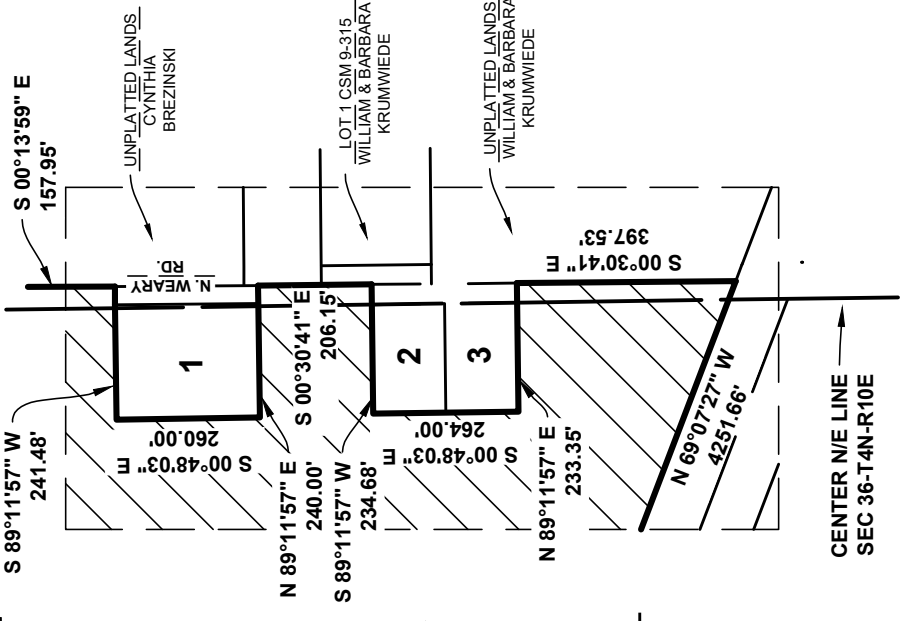 S 00°13'59" E
157.95'
UNPLATTED LANDS
CYNTHIA
BREZINSKI
LOT 1 CSM 9-315
WILLIAM & BARBARA
KRUMWIEDE
UNPLATTED LANDS
WILLIAM & BARBARA
KRUMWIEDE
S 89°11'57" W
241.48'
N. WEARY
RD.
1
S 00°48'03" E
260.00'
N 89°11'57" E
240.00'
S 00°30'41" E
206.15'
S 89°11'57" W
234.68'
2
3
S 00°48'03" E
264.00'
N 89°11'57" E
233.35'
S 00°30'41" E
397.53'
N 69°07'27" W
4251.66'
CENTER N/E LINE
SEC 36-T4N-R10E